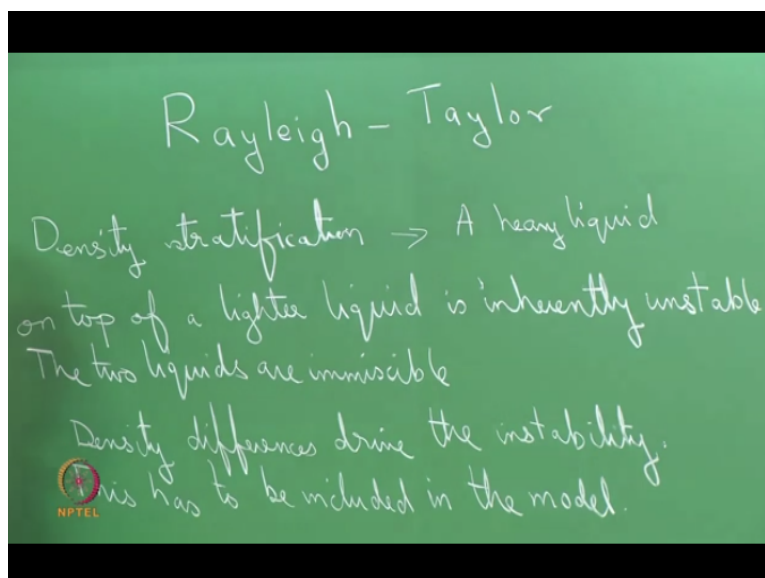 Rayleigh - Taylor
Density stratification → A heavy liquid
on top of a lighter liquid is inherently unstable
The two liquids are immiscible
Density differences drive the instability.
This has to be included in the model.
NPTEL